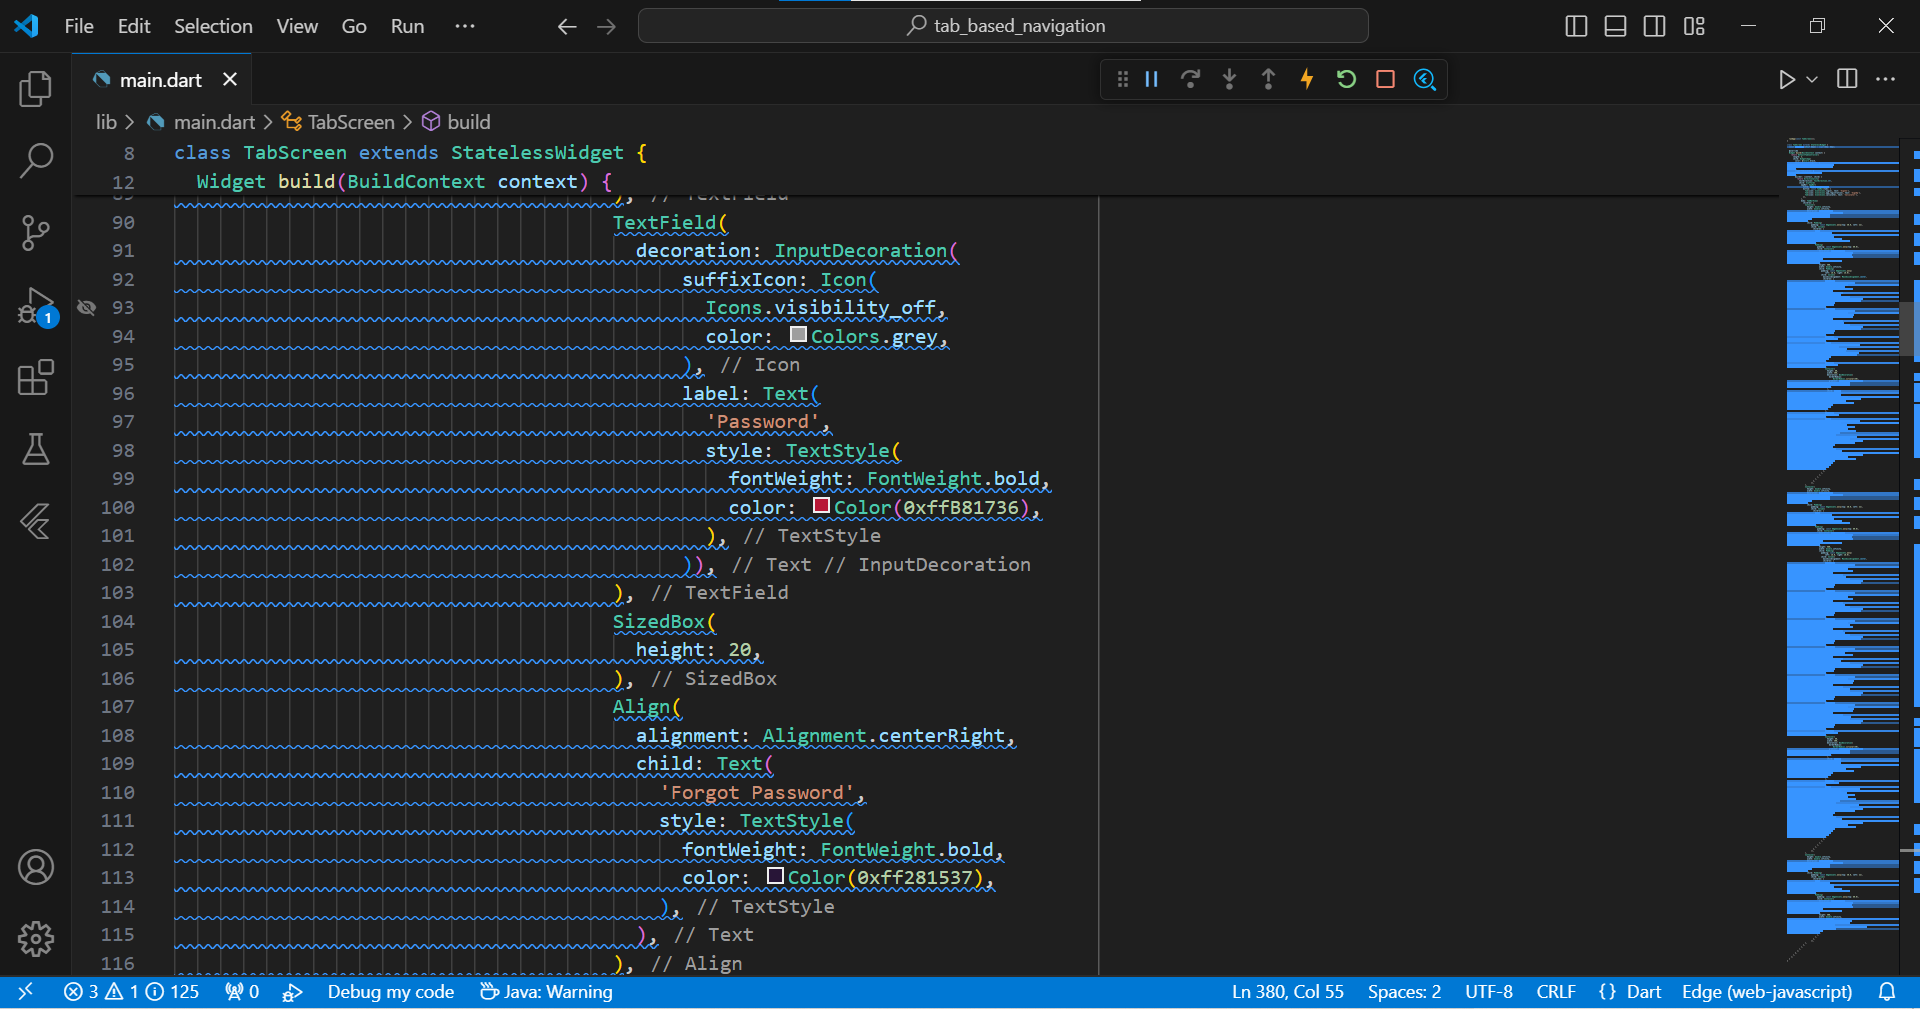 File Edit Selection View Go Run ···
tab_based_navigation
main.dart
lib > main.dart > TabScreen > build
8 class TabScreen extends StatelessWidget {
12 Widget build(BuildContext context) {
89 ), // TextField
90 TextField(
91 decoration: InputDecoration(
92 suffixIcon: Icon(
93 Icons.visibility_off,
94 color: Colors.grey,
95 ), // Icon
96 label: Text(
97 'Password',
98 style: TextStyle(
99 fontWeight: FontWeight.bold,
100 color: Color(0xffB81736),
101 ), // TextStyle
102 )), // Text // InputDecoration
103 ), // TextField
104 SizedBox(
105 height: 20,
106 ), // SizedBox
107 Align(
108 alignment: Alignment.centerRight,
109 child: Text(
110 'Forgot Password',
111 style: TextStyle(
112 fontWeight: FontWeight.bold,
113 color: Color(0xff281537),
114 ), // TextStyle
115 ), // Text
116 ), // Align
1
3 1 125 0 Debug my code Java: Warning Ln 380, Col 55 Spaces: 2 UTF-8 CRLF {} Dart Edge (web-javascript)